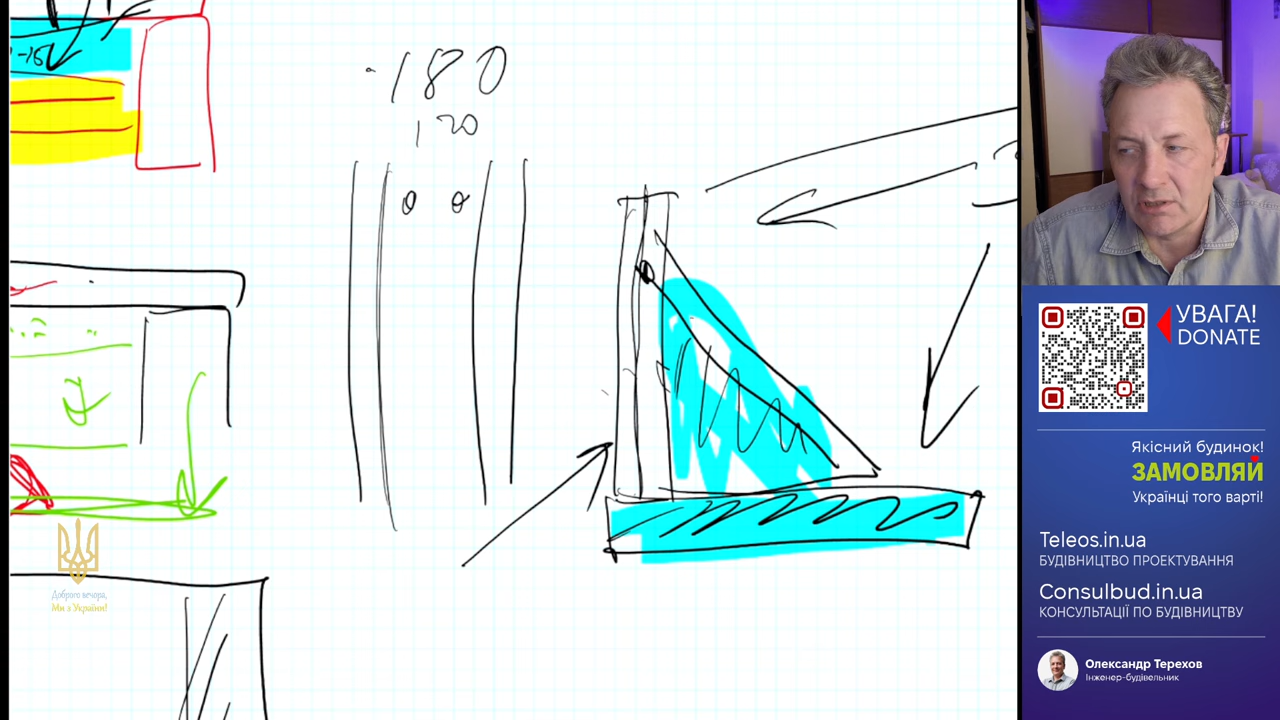 -15
180
120
Доброго вечора,
Ми з України!
УВАГА!
DONATE
Якісний будинок!
ЗАМОВЛЯЙ
Українці того варті!
Teleos.in.ua
БУДІВНИЦТВО ПРОЕКТУВАННЯ
Consulbud.in.ua
КОНСУЛЬТАЦІЇ ПО БУДІВНИЦТВУ
Олександр Терехов
Інженер-будівельник